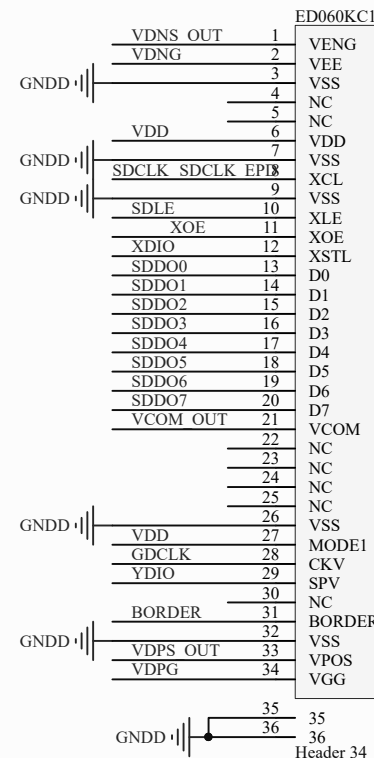 ED060KC1
VDNS_OUT 1 VENG
VDNG 2 VEE
GNDD 3 VSS
4 NC
5 NC
VDD 6 VDD
GNDD 7 VSS
SDCLK SDCLK_EPD 8 XCL
GNDD 9 VSS
SDLE 10 XLE
XOE 11 XOE
XDIO 12 XSTL
SDDO0 13 D0
SDDO1 14 D1
SDDO2 15 D2
SDDO3 16 D3
SDDO4 17 D4
SDDO5 18 D5
SDDO6 19 D6
SDDO7 20 D7
VCOM_OUT 21 VCOM
22 NC
23 NC
24 NC
25 NC
GNDD 26 VSS
VDD 27 MODE1
GDCLK 28 CKV
YDIO 29 SPV
30 NC
BORDER 31 BORDER
GNDD 32 VSS
VDPS_OUT 33 VPOS
VDPG 34 VGG
35 35
GNDD 36 36
Header 34